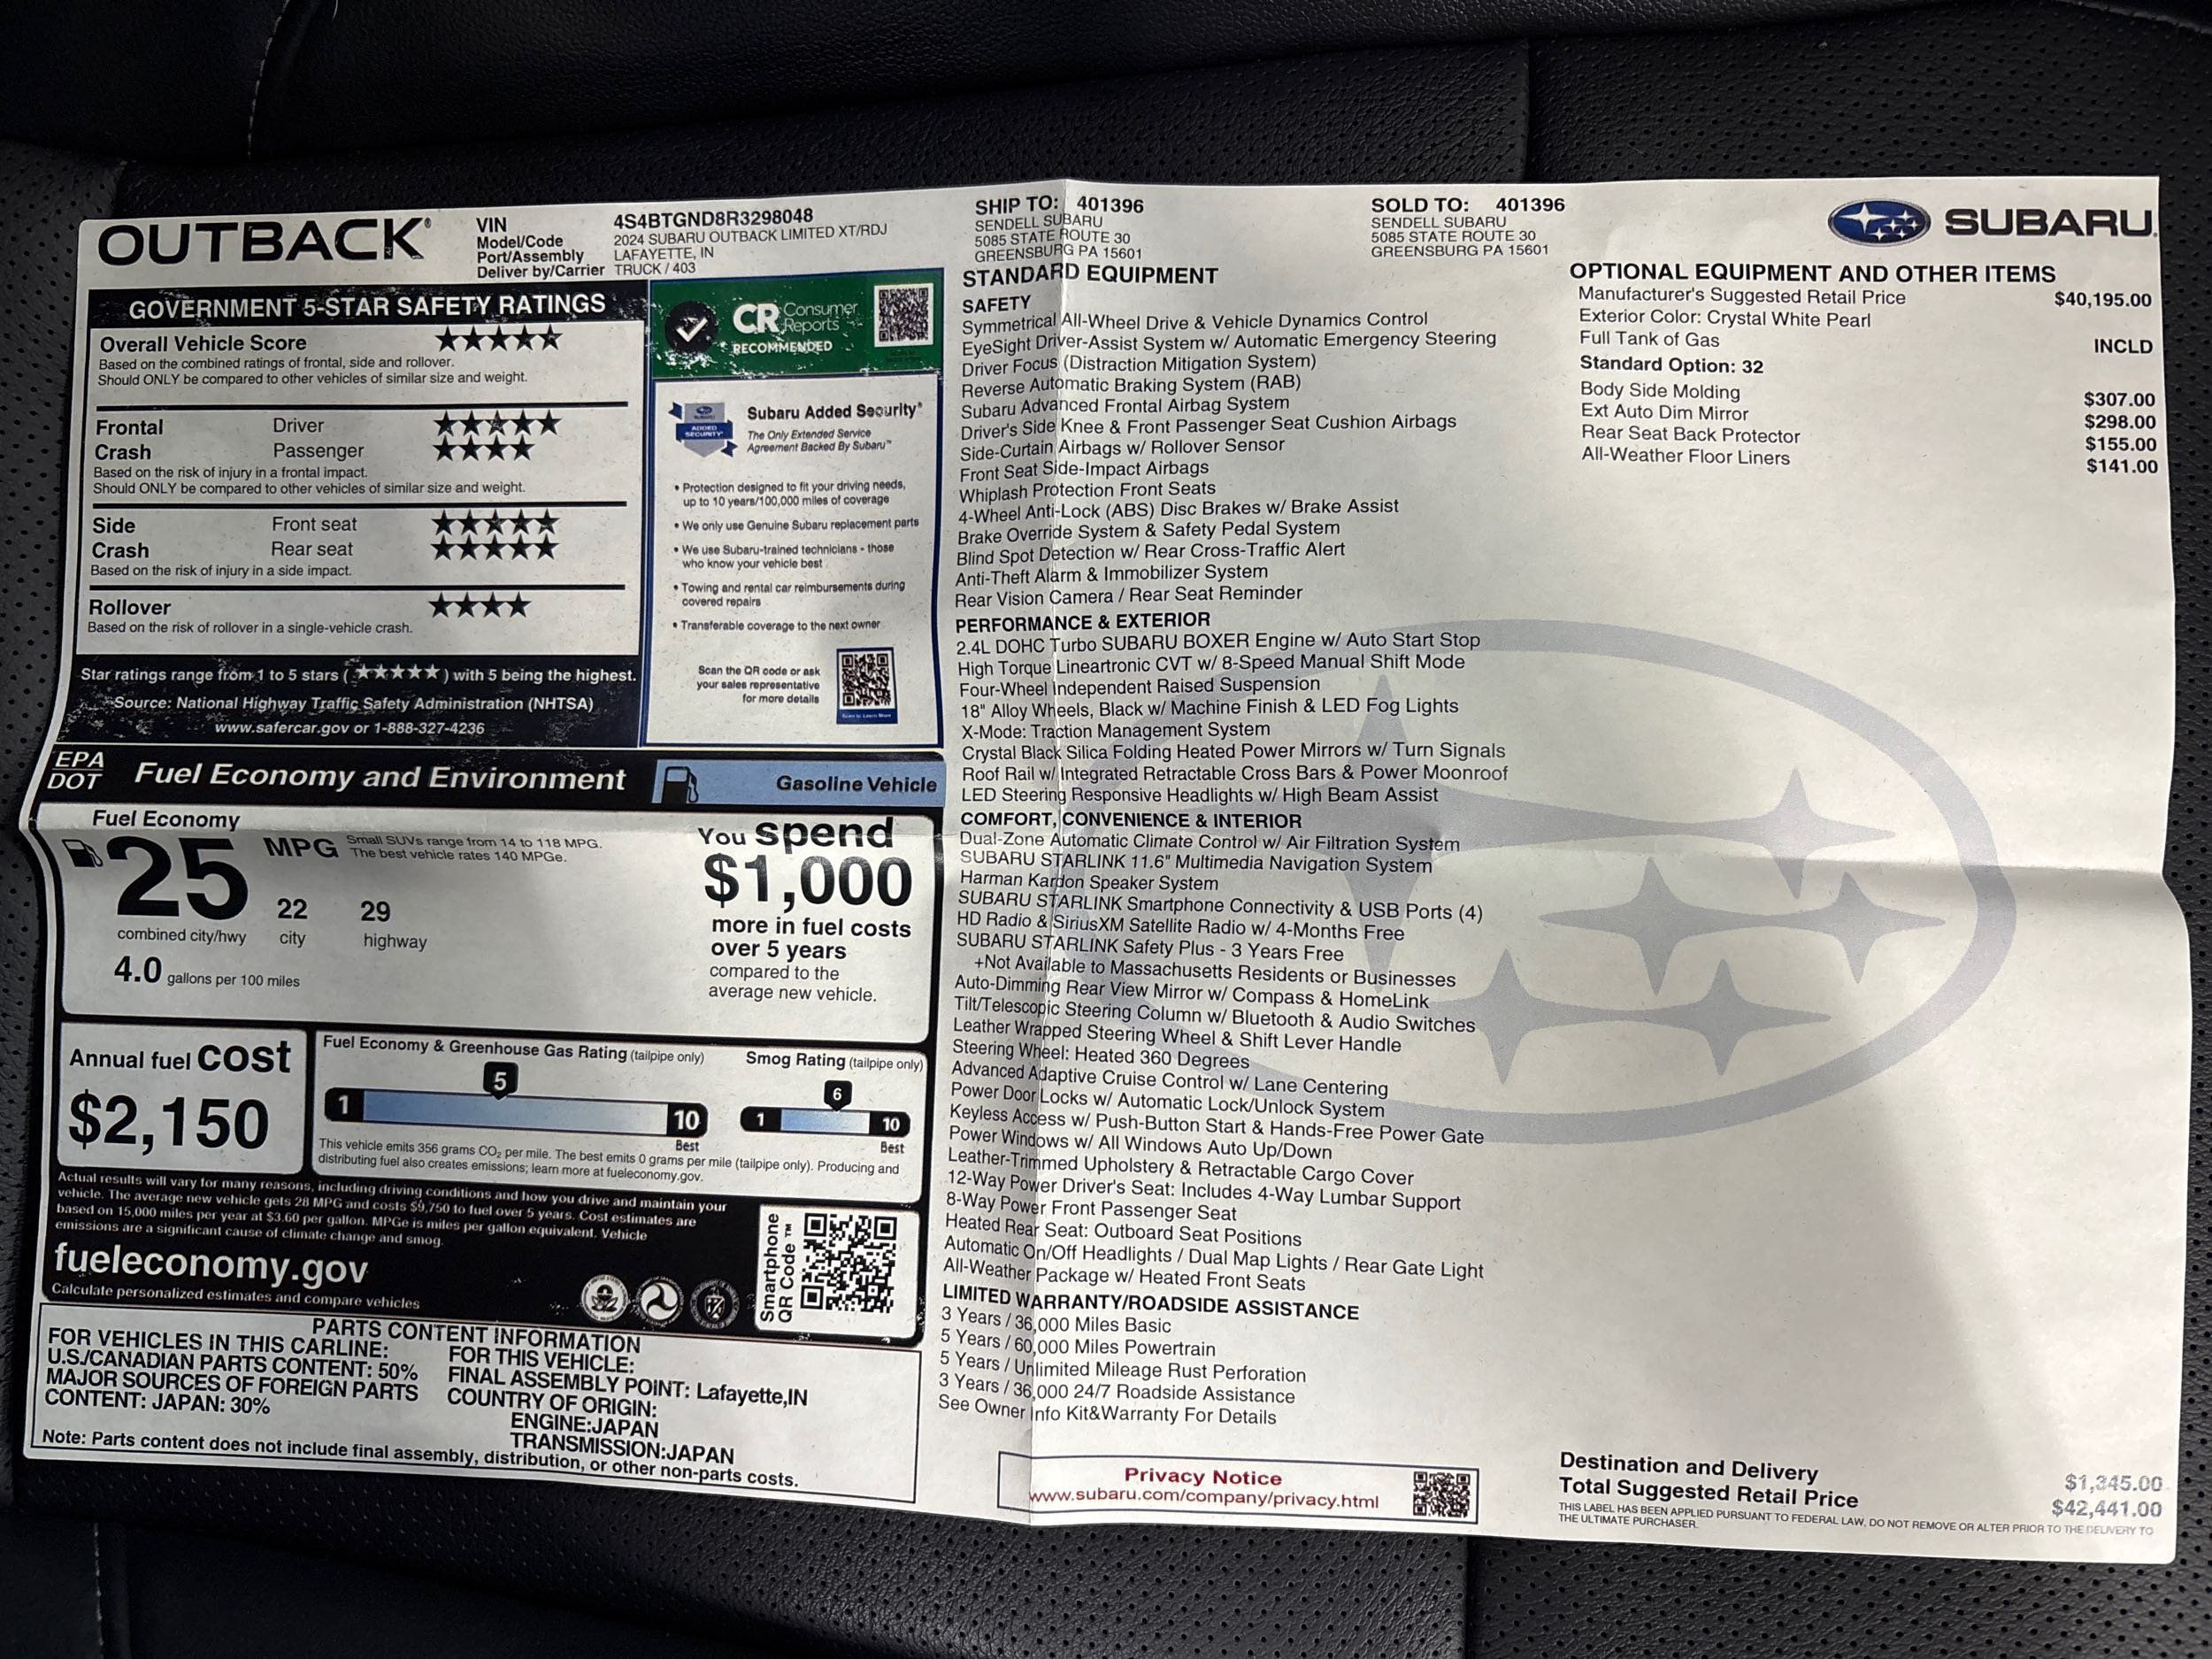 OUTBACK®
VIN 4S4BTGND8R3298048
Model/Code 2024 SUBARU OUTBACK LIMITED XT/RDJ
Port/Assembly LAFAYETTE, IN
Deliver by/Carrier TRUCK / 403
GOVERNMENT 5-STAR SAFETY RATINGS
Overall Vehicle Score ★★★★★
Based on the combined ratings of frontal, side and rollover.
Should ONLY be compared to other vehicles of similar size and weight.
Frontal Driver ★★★★★
Crash Passenger ★★★★
Based on the risk of injury in a frontal impact.
Should ONLY be compared to other vehicles of similar size and weight.
Side Front seat ★★★★★
Crash Rear seat ★★★★★
Based on the risk of injury in a side impact.
Rollover ★★★★
Based on the risk of rollover in a single-vehicle crash.
Star ratings range from 1 to 5 stars (★★★★★) with 5 being the highest.
Source: National Highway Traffic Safety Administration (NHTSA)
www.safercar.gov or 1-888-327-4236
CR Consumer
Reports
RECOMMENDED
SUBARU
ADDED
SECURITY
Subaru Added Security®
The Only Extended Service
Agreement Backed By Subaru™
• Protection designed to fit your driving needs,
up to 10 years/100,000 miles of coverage
• We only use Genuine Subaru replacement parts
• We use Subaru-trained technicians - those
who know your vehicle best
• Towing and rental car reimbursements during
covered repairs
• Transferable coverage to the next owner
Scan the QR code or ask
your sales representative
for more details
Scan to Learn More
EPA
DOT
Fuel Economy and Environment
Gasoline Vehicle
Fuel Economy
25 MPG
Small SUVs range from 14 to 118 MPG.
The best vehicle rates 140 MPGe.
22 29
combined city/hwy city highway
4.0 gallons per 100 miles
You spend
$1,000
more in fuel costs
over 5 years
compared to the
average new vehicle.
Annual fuel cost
$2,150
Fuel Economy & Greenhouse Gas Rating (tailpipe only)
5
1 10
Best
Smog Rating (tailpipe only)
6
1 10
Best
This vehicle emits 356 grams CO2 per mile. The best emits 0 grams per mile (tailpipe only). Producing and
distributing fuel also creates emissions; learn more at fueleconomy.gov.
Actual results will vary for many reasons, including driving conditions and how you drive and maintain your
vehicle. The average new vehicle gets 28 MPG and costs $9,750 to fuel over 5 years. Cost estimates are
based on 15,000 miles per year at $3.60 per gallon. MPGe is miles per gallon equivalent. Vehicle
emissions are a significant cause of climate change and smog.
fueleconomy.gov
Calculate personalized estimates and compare vehicles
Smartphone
QR Code™
PARTS CONTENT INFORMATION
FOR VEHICLES IN THIS CARLINE:
U.S./CANADIAN PARTS CONTENT: 50%
MAJOR SOURCES OF FOREIGN PARTS
CONTENT: JAPAN: 30%
FOR THIS VEHICLE:
FINAL ASSEMBLY POINT: Lafayette,IN
COUNTRY OF ORIGIN:
ENGINE:JAPAN
TRANSMISSION:JAPAN
Note: Parts content does not include final assembly, distribution, or other non-parts costs.
SHIP TO: 401396
SENDELL SUBARU
5085 STATE ROUTE 30
GREENSBURG PA 15601
SOLD TO: 401396
SENDELL SUBARU
5085 STATE ROUTE 30
GREENSBURG PA 15601
SUBARU
STANDARD EQUIPMENT
SAFETY
Symmetrical All-Wheel Drive & Vehicle Dynamics Control
EyeSight Driver-Assist System w/ Automatic Emergency Steering
Driver Focus (Distraction Mitigation System)
Reverse Automatic Braking System (RAB)
Subaru Advanced Frontal Airbag System
Driver's Side Knee & Front Passenger Seat Cushion Airbags
Side-Curtain Airbags w/ Rollover Sensor
Front Seat Side-Impact Airbags
Whiplash Protection Front Seats
4-Wheel Anti-Lock (ABS) Disc Brakes w/ Brake Assist
Brake Override System & Safety Pedal System
Blind Spot Detection w/ Rear Cross-Traffic Alert
Anti-Theft Alarm & Immobilizer System
Rear Vision Camera / Rear Seat Reminder
PERFORMANCE & EXTERIOR
2.4L DOHC Turbo SUBARU BOXER Engine w/ Auto Start Stop
High Torque Lineartronic CVT w/ 8-Speed Manual Shift Mode
Four-Wheel Independent Raised Suspension
18" Alloy Wheels, Black w/ Machine Finish & LED Fog Lights
X-Mode: Traction Management System
Crystal Black Silica Folding Heated Power Mirrors w/ Turn Signals
Roof Rail w/ Integrated Retractable Cross Bars & Power Moonroof
LED Steering Responsive Headlights w/ High Beam Assist
COMFORT, CONVENIENCE & INTERIOR
Dual-Zone Automatic Climate Control w/ Air Filtration System
SUBARU STARLINK 11.6" Multimedia Navigation System
Harman Kardon Speaker System
SUBARU STARLINK Smartphone Connectivity & USB Ports (4)
HD Radio & SiriusXM Satellite Radio w/ 4-Months Free
SUBARU STARLINK Safety Plus - 3 Years Free
+Not Available to Massachusetts Residents or Businesses
Auto-Dimming Rear View Mirror w/ Compass & HomeLink
Tilt/Telescopic Steering Column w/ Bluetooth & Audio Switches
Leather Wrapped Steering Wheel & Shift Lever Handle
Steering Wheel: Heated 360 Degrees
Advanced Adaptive Cruise Control w/ Lane Centering
Power Door Locks w/ Automatic Lock/Unlock System
Keyless Access w/ Push-Button Start & Hands-Free Power Gate
Power Windows w/ All Windows Auto Up/Down
Leather-Trimmed Upholstery & Retractable Cargo Cover
12-Way Power Driver's Seat: Includes 4-Way Lumbar Support
8-Way Power Front Passenger Seat
Heated Rear Seat: Outboard Seat Positions
Automatic On/Off Headlights / Dual Map Lights / Rear Gate Light
All-Weather Package w/ Heated Front Seats
LIMITED WARRANTY/ROADSIDE ASSISTANCE
3 Years / 36,000 Miles Basic
5 Years / 60,000 Miles Powertrain
5 Years / Unlimited Mileage Rust Perforation
3 Years / 36,000 24/7 Roadside Assistance
See Owner Info Kit&Warranty For Details
Privacy Notice
www.subaru.com/company/privacy.html
OPTIONAL EQUIPMENT AND OTHER ITEMS
Manufacturer's Suggested Retail Price $40,195.00
Exterior Color: Crystal White Pearl
Full Tank of Gas INCLD
Standard Option: 32
Body Side Molding $307.00
Ext Auto Dim Mirror $298.00
Rear Seat Back Protector $155.00
All-Weather Floor Liners $141.00
Destination and Delivery $1,345.00
Total Suggested Retail Price $42,441.00
THIS LABEL HAS BEEN APPLIED PURSUANT TO FEDERAL LAW, DO NOT REMOVE OR ALTER PRIOR TO THE DELIVERY TO
THE ULTIMATE PURCHASER.